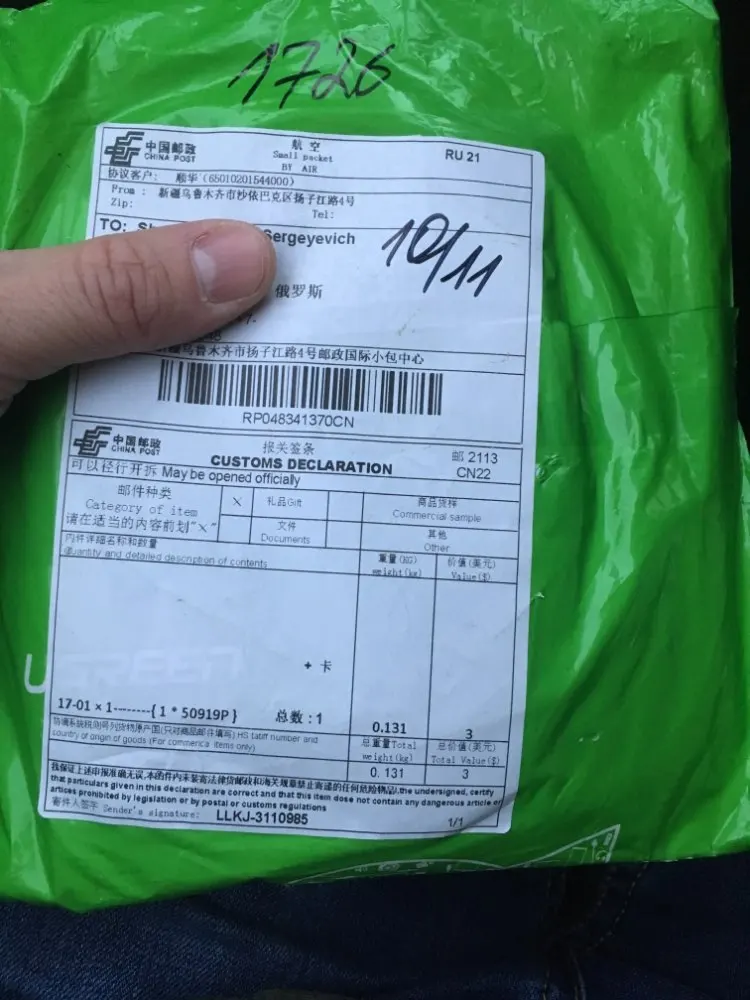 1726
中国邮政
CHINA POST
航 空
Small packet
BY AIR
RU 21
协议客户: 顺华 (65010201544000)
From : 新疆乌鲁木齐市沙依巴克区扬子江路4号
Zip: Tel:
TO: Sergeyevich
10/11
俄罗斯
乌鲁木齐市扬子江路4号邮政国际小包中心
RP048341370CN
中国邮政
CHINA POST
报关签条
CUSTOMS DECLARATION
邮 2113
CN22
可以径行开拆 May be opened officially
邮件种类
Category of item
请在适当的内容前划"×"
X
礼品Gift
商品货样
Commercial sample
文件
Documents
其他
Other
内件详细名称和数量
Quantity and detailed description of contents
重量(KG)
weight(kg)
价值(美元)
Value($)
UGREEN
+ 卡
17-01 × 1--------{ 1 * 50919P } 总数 : 1
0.131
3
协调系统税则号列货物原产国(只对商品邮件填写) HS tatiff number and
country of origin of goods (For commerica items only)
总重量Total
weight(kg)
总价值(美元)
Total Value($)
0. 131
3
我保证上述申报准确无误,本函件内未装寄法律货邮政和海关规章禁止寄递的任何危险物品I,the undersigned, certify
that particulars given in this declaration are correct and that this item dose not contain any dangerous article or
artices prohibited by legislation or by postal or customs regulations
寄件人签字 Sender's signature: LLKJ-3110985
1/1